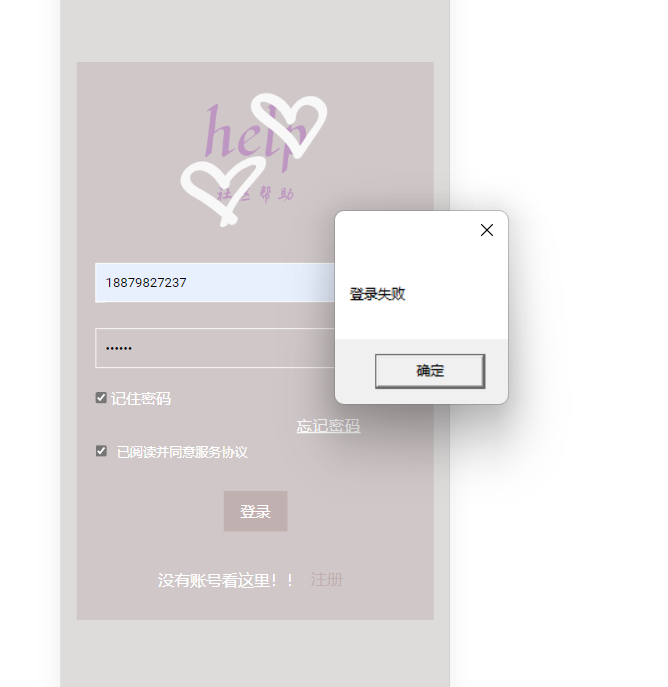 help
社区帮助
18879827237
••••••
记住密码
忘记密码
已阅读并同意服务协议
登录
没有账号看这里！！ 注册
登录失败
确定